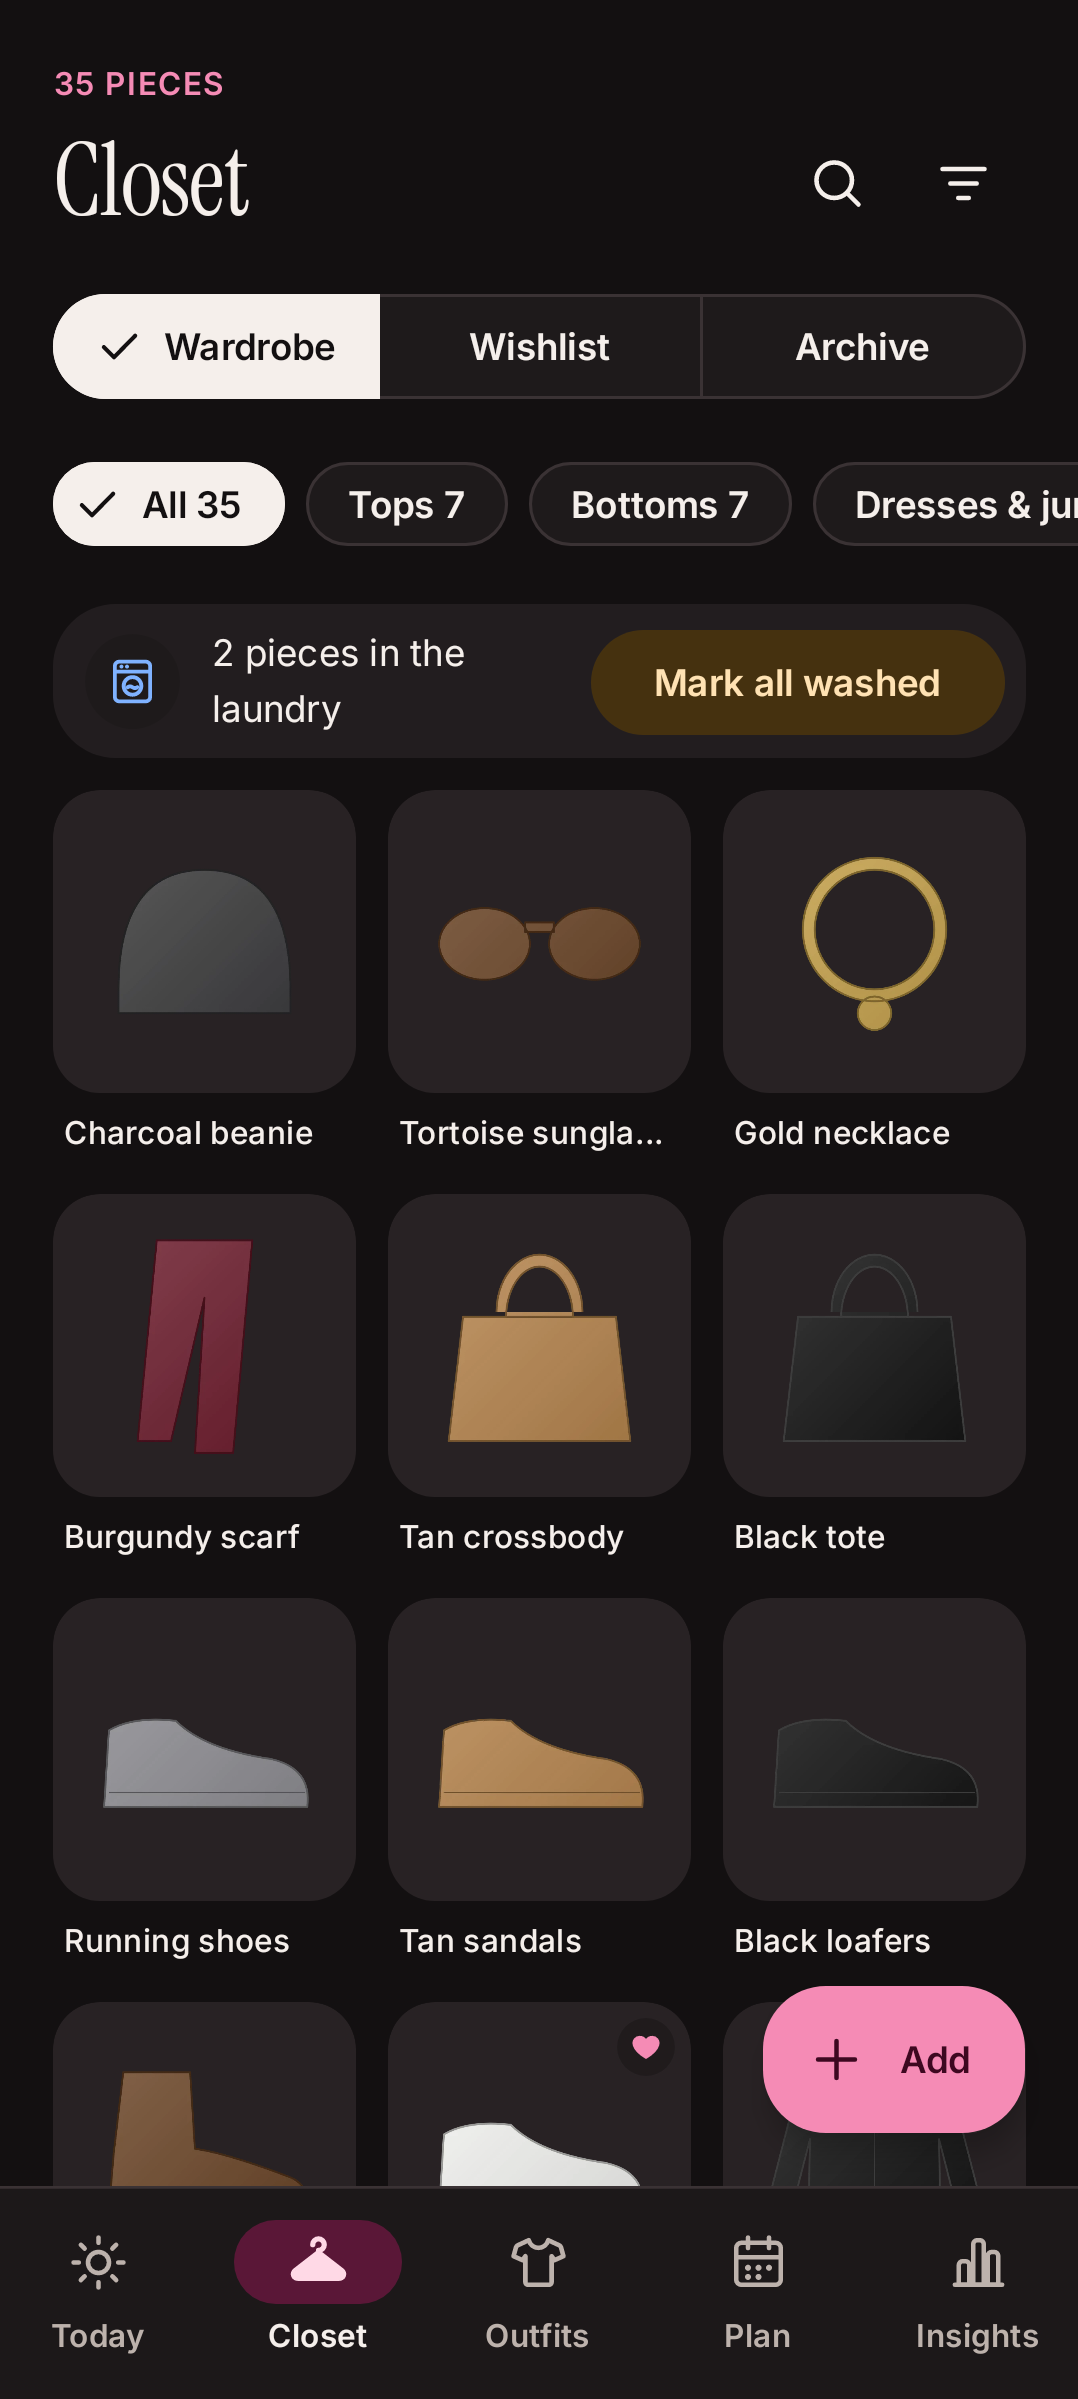 35 PIECES
Closet
Wardrobe
Wishlist
Archive
All 35
Tops 7
Bottoms 7
Dresses & ju
2 pieces in the
laundry
Mark all washed
Charcoal beanie
Tortoise sungla...
Gold necklace
Burgundy scarf
Tan crossbody
Black tote
Running shoes
Tan sandals
Black loafers
Add
Today
Closet
Outfits
Plan
Insights